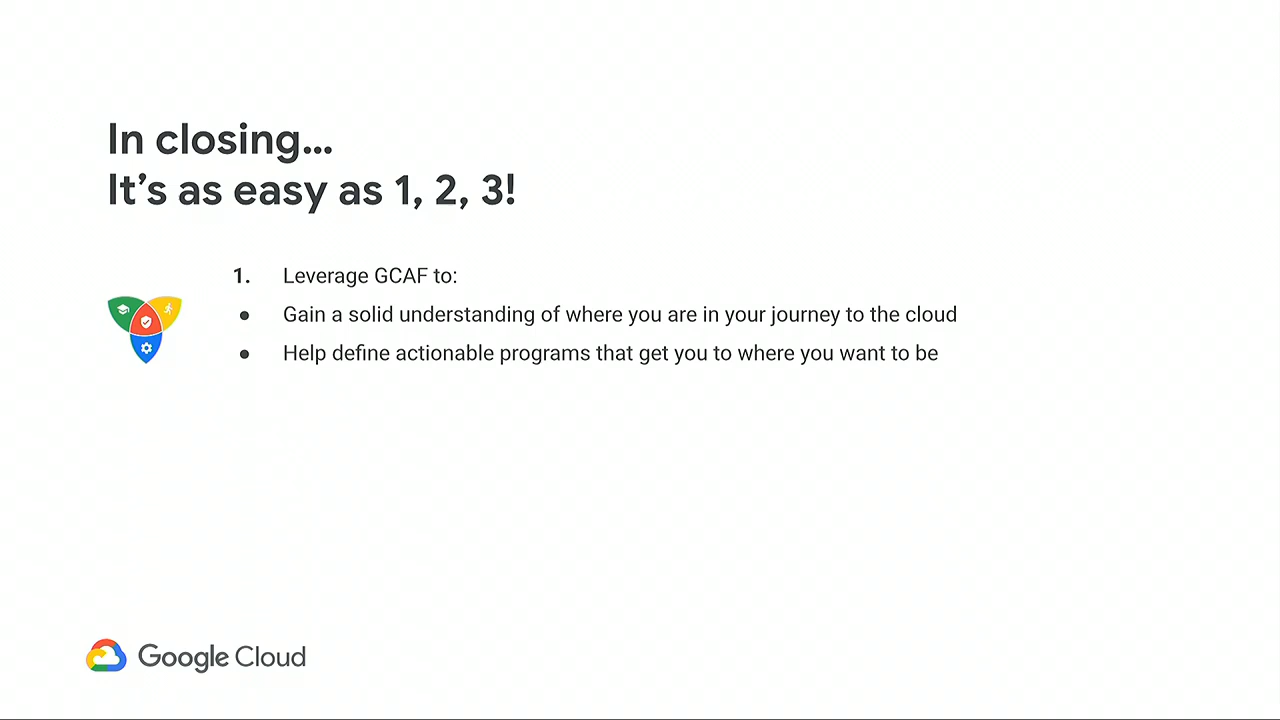 In closing...
It's as easy as 1, 2, 3!
1. Leverage GCAF to:
● Gain a solid understanding of where you are in your journey to the cloud
● Help define actionable programs that get you to where you want to be
Google Cloud